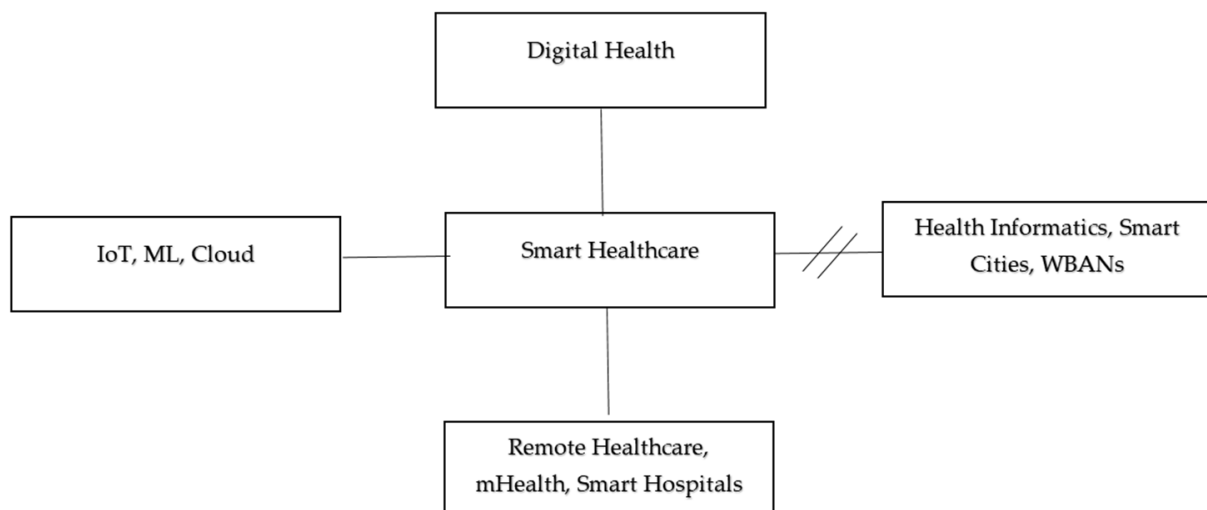 Digital Health
IoT, ML, Cloud
Smart Healthcare
Health Informatics, Smart
Cities, WBANs
Remote Healthcare,
mHealth, Smart Hospitals